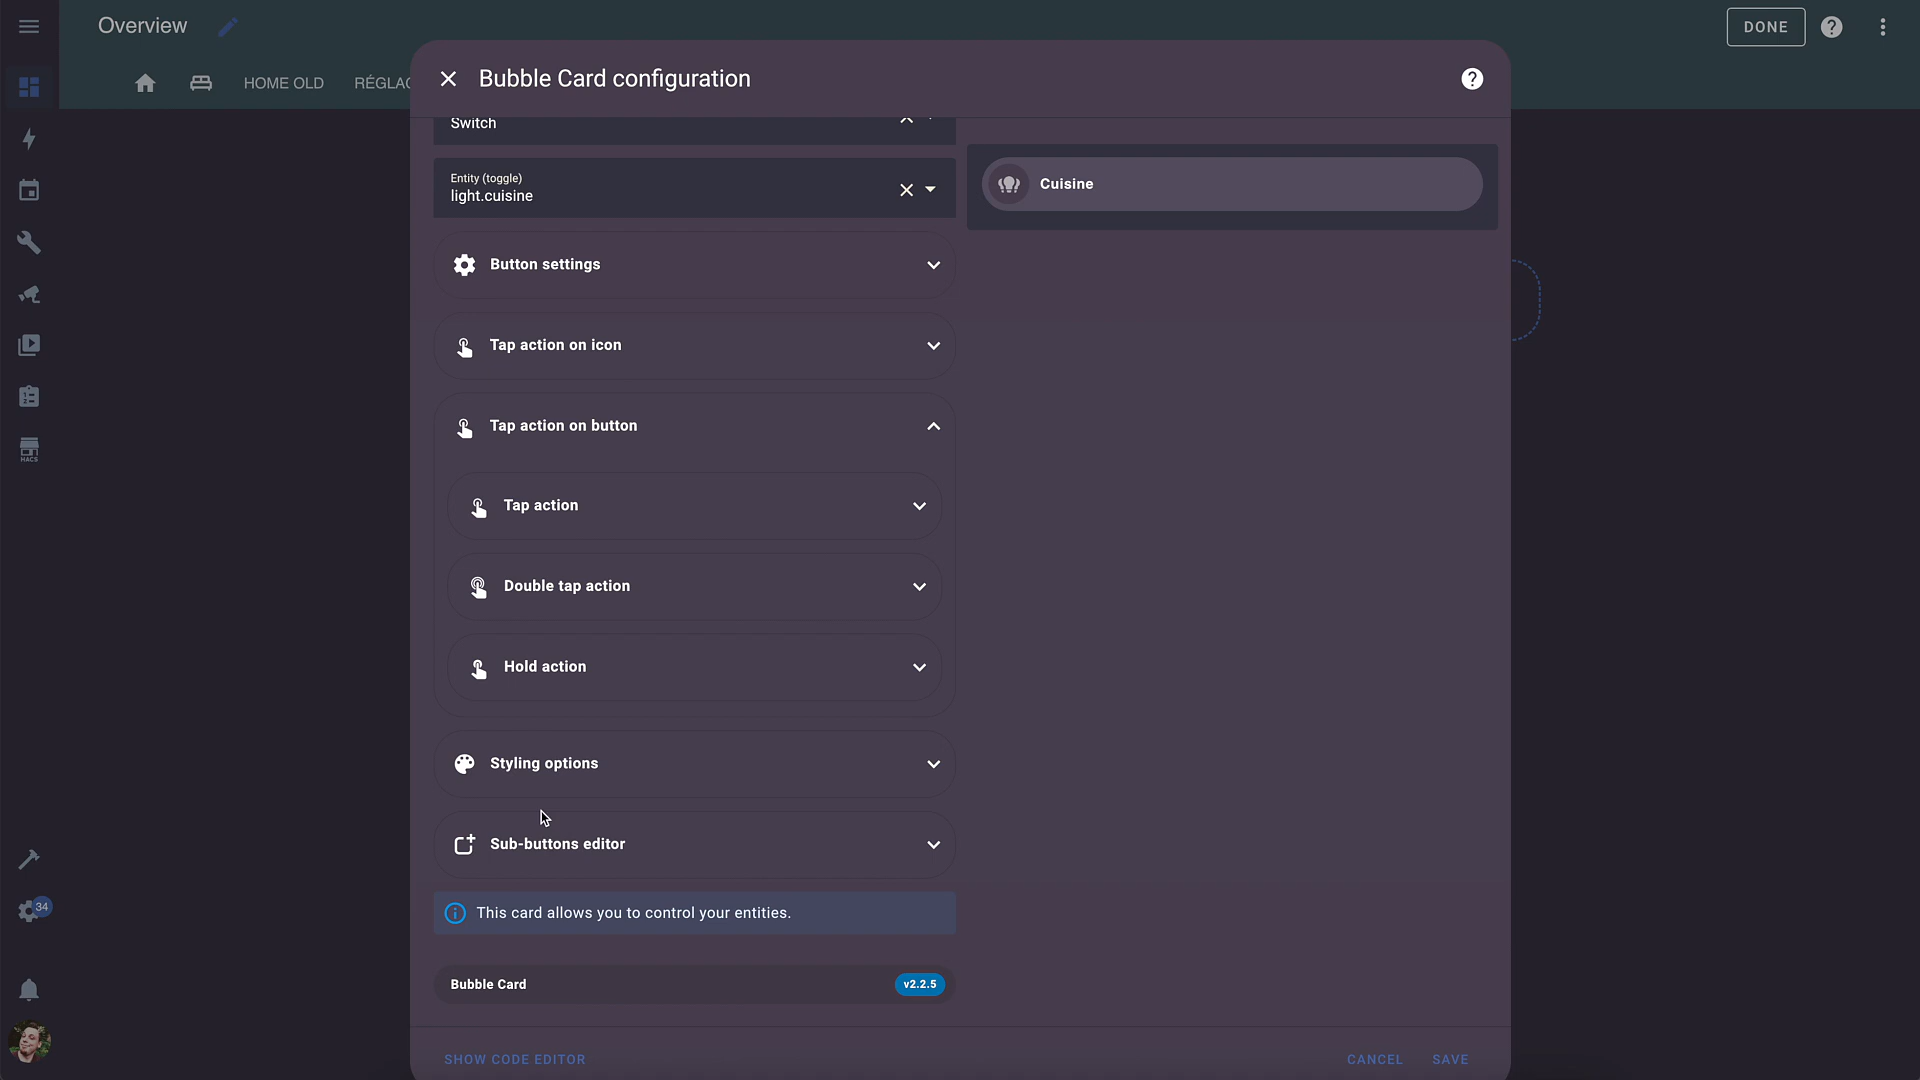 Overview
DONE
HOME OLD
RÉGLAG
Bubble Card configuration
Switch
Entity (toggle)
light.cuisine
Cuisine
Button settings
Tap action on icon
Tap action on button
Tap action
Double tap action
Hold action
Styling options
Sub-buttons editor
This card allows you to control your entities.
Bubble Card
v2.2.5
SHOW CODE EDITOR
CANCEL
SAVE
HACS
34